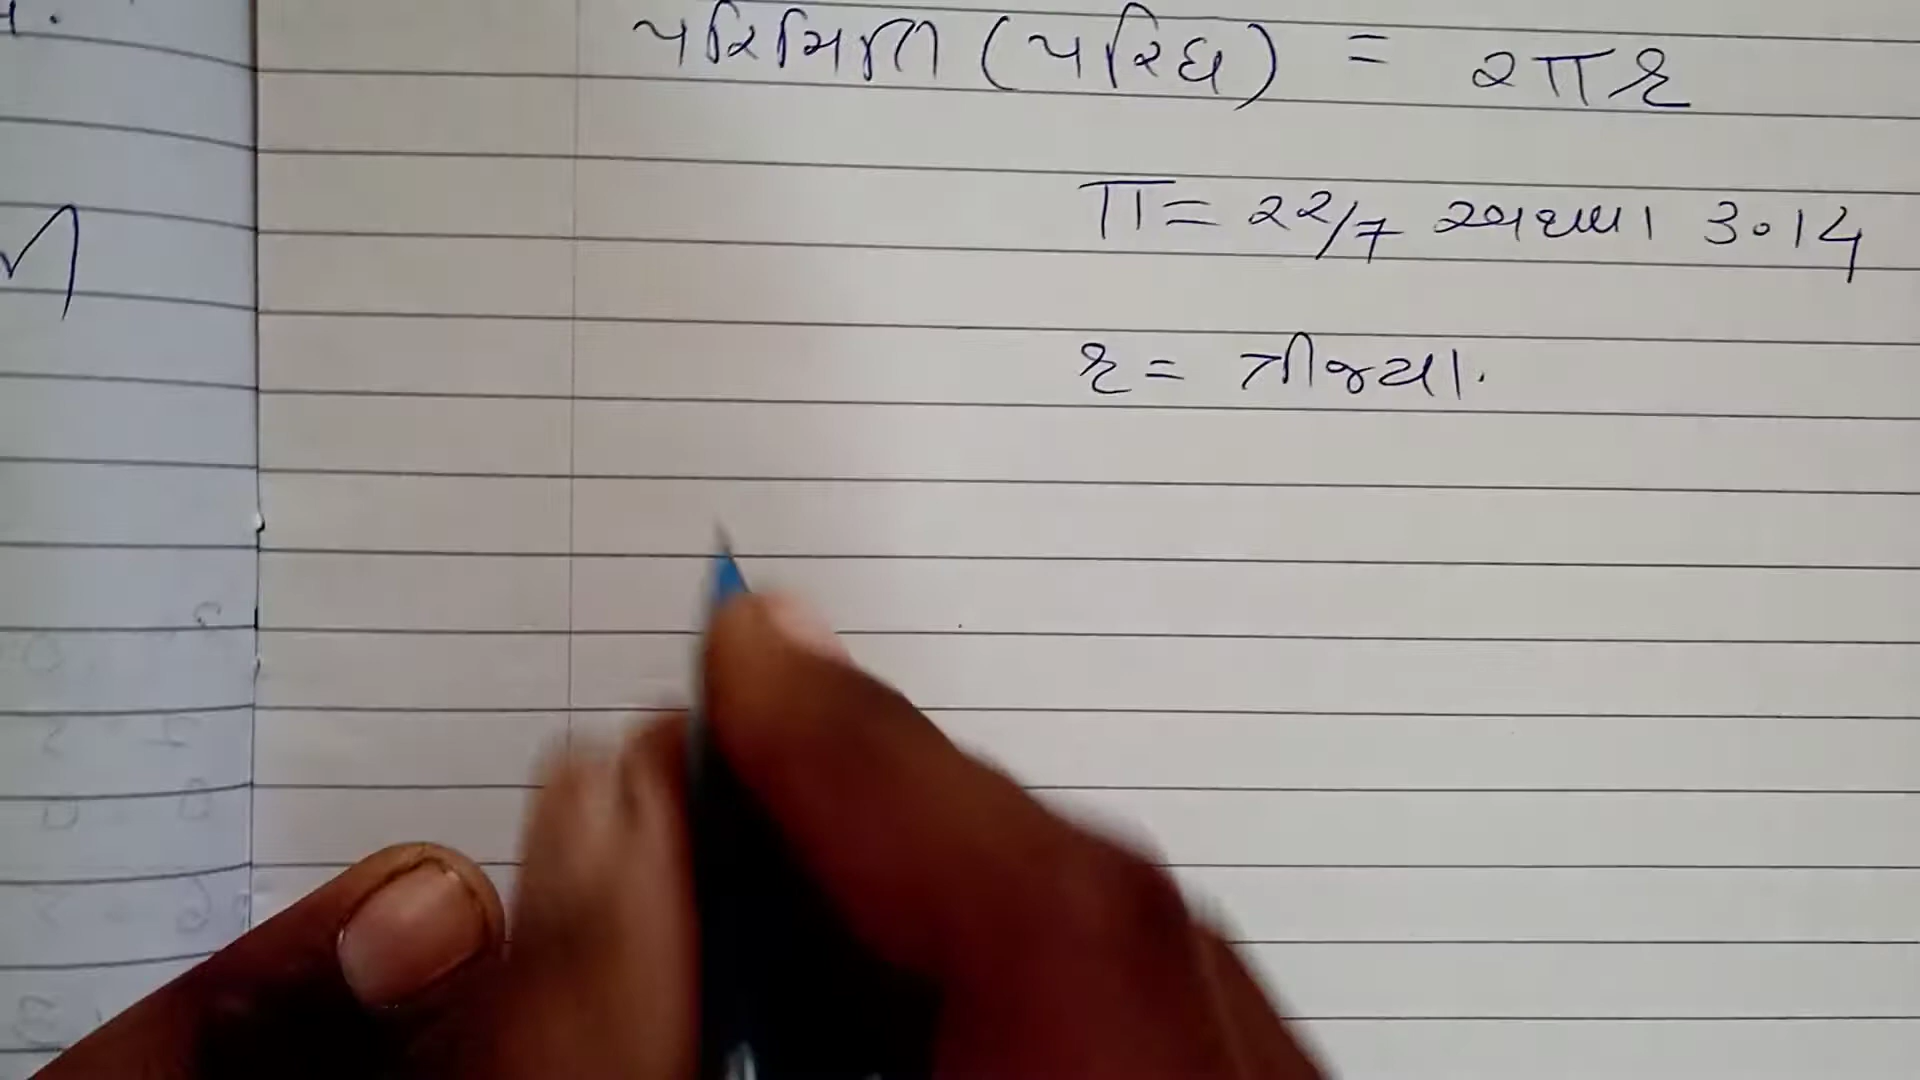 પરિમિતિ (પરિઘ) = 2πr
π = 22/7 અથવા 3.14
r = ત્રીજ્યા.